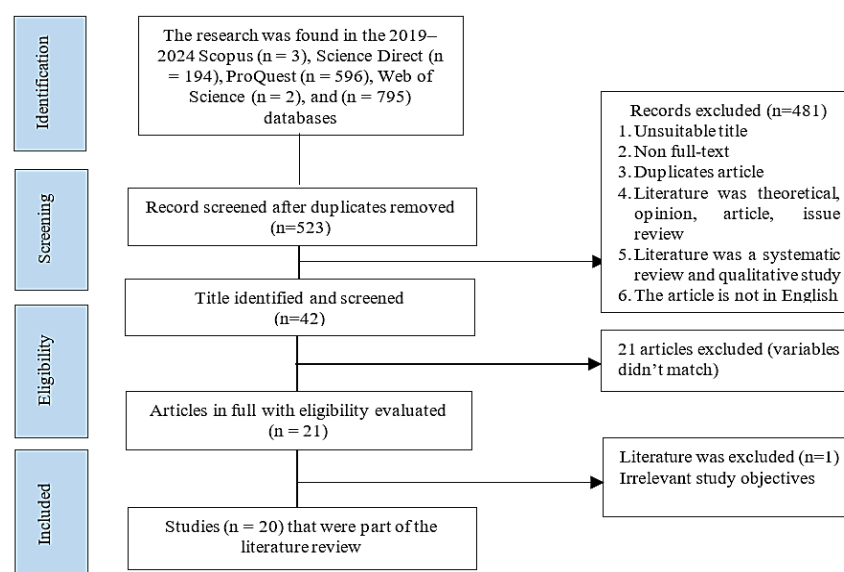 Identification
The research was found in the 2019–
2024 Scopus (n = 3), Science Direct (n
= 194), ProQuest (n = 596), Web of
Science (n = 2), and (n = 795)
databases
Records excluded (n=481)
1. Unsuitable title
2. Non full-text
3. Duplicates article
4. Literature was theoretical,
opinion, article, issue
review
5. Literature was a systematic
review and qualitative study
6. The article is not in English
Screening
Record screened after duplicates removed
(n=523)
Title identified and screened
(n=42)
Eligibility
21 articles excluded (variables
didn’t match)
Articles in full with eligibility evaluated
(n = 21)
Literature was excluded (n=1)
Irrelevant study objectives
Included
Studies (n = 20) that were part of the
literature review